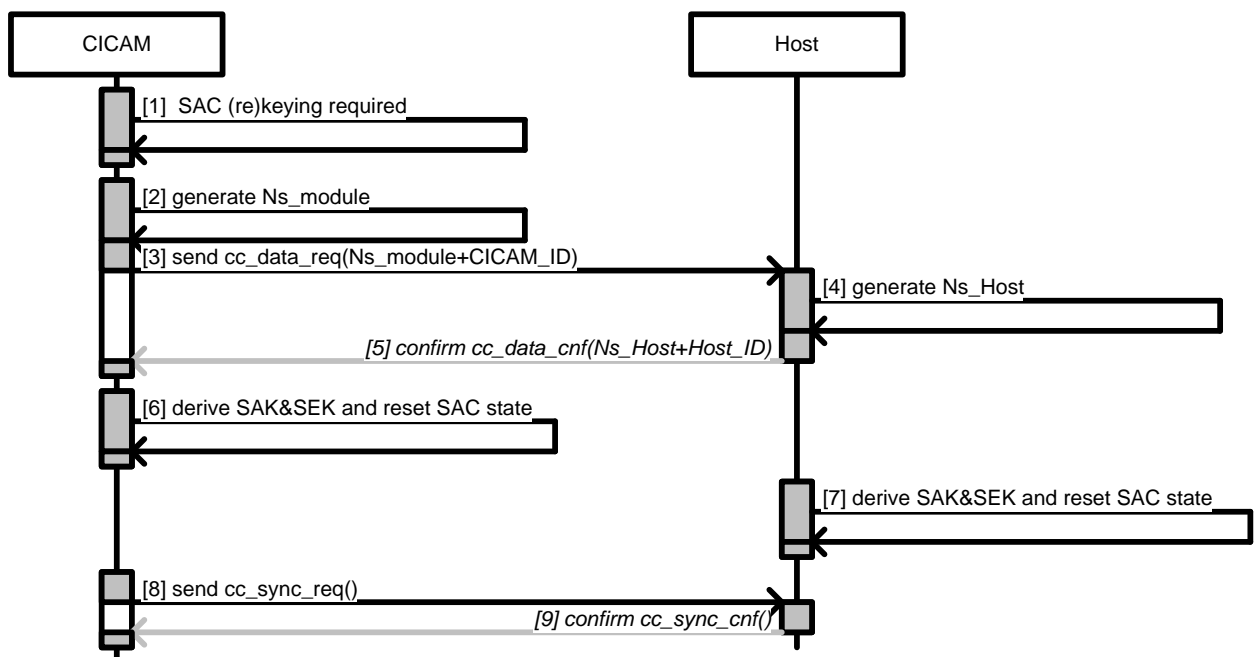 CICAM
Host
[1] SAC (re)keying required
[2] generate Ns_module
[3] send cc_data_req(Ns_module+CICAM_ID)
[4] generate Ns_Host
[5] confirm cc_data_cnf(Ns_Host+Host_ID)
[6] derive SAK&SEK and reset SAC state
[7] derive SAK&SEK and reset SAC state
[8] send cc_sync_req()
[9] confirm cc_sync_cnf()